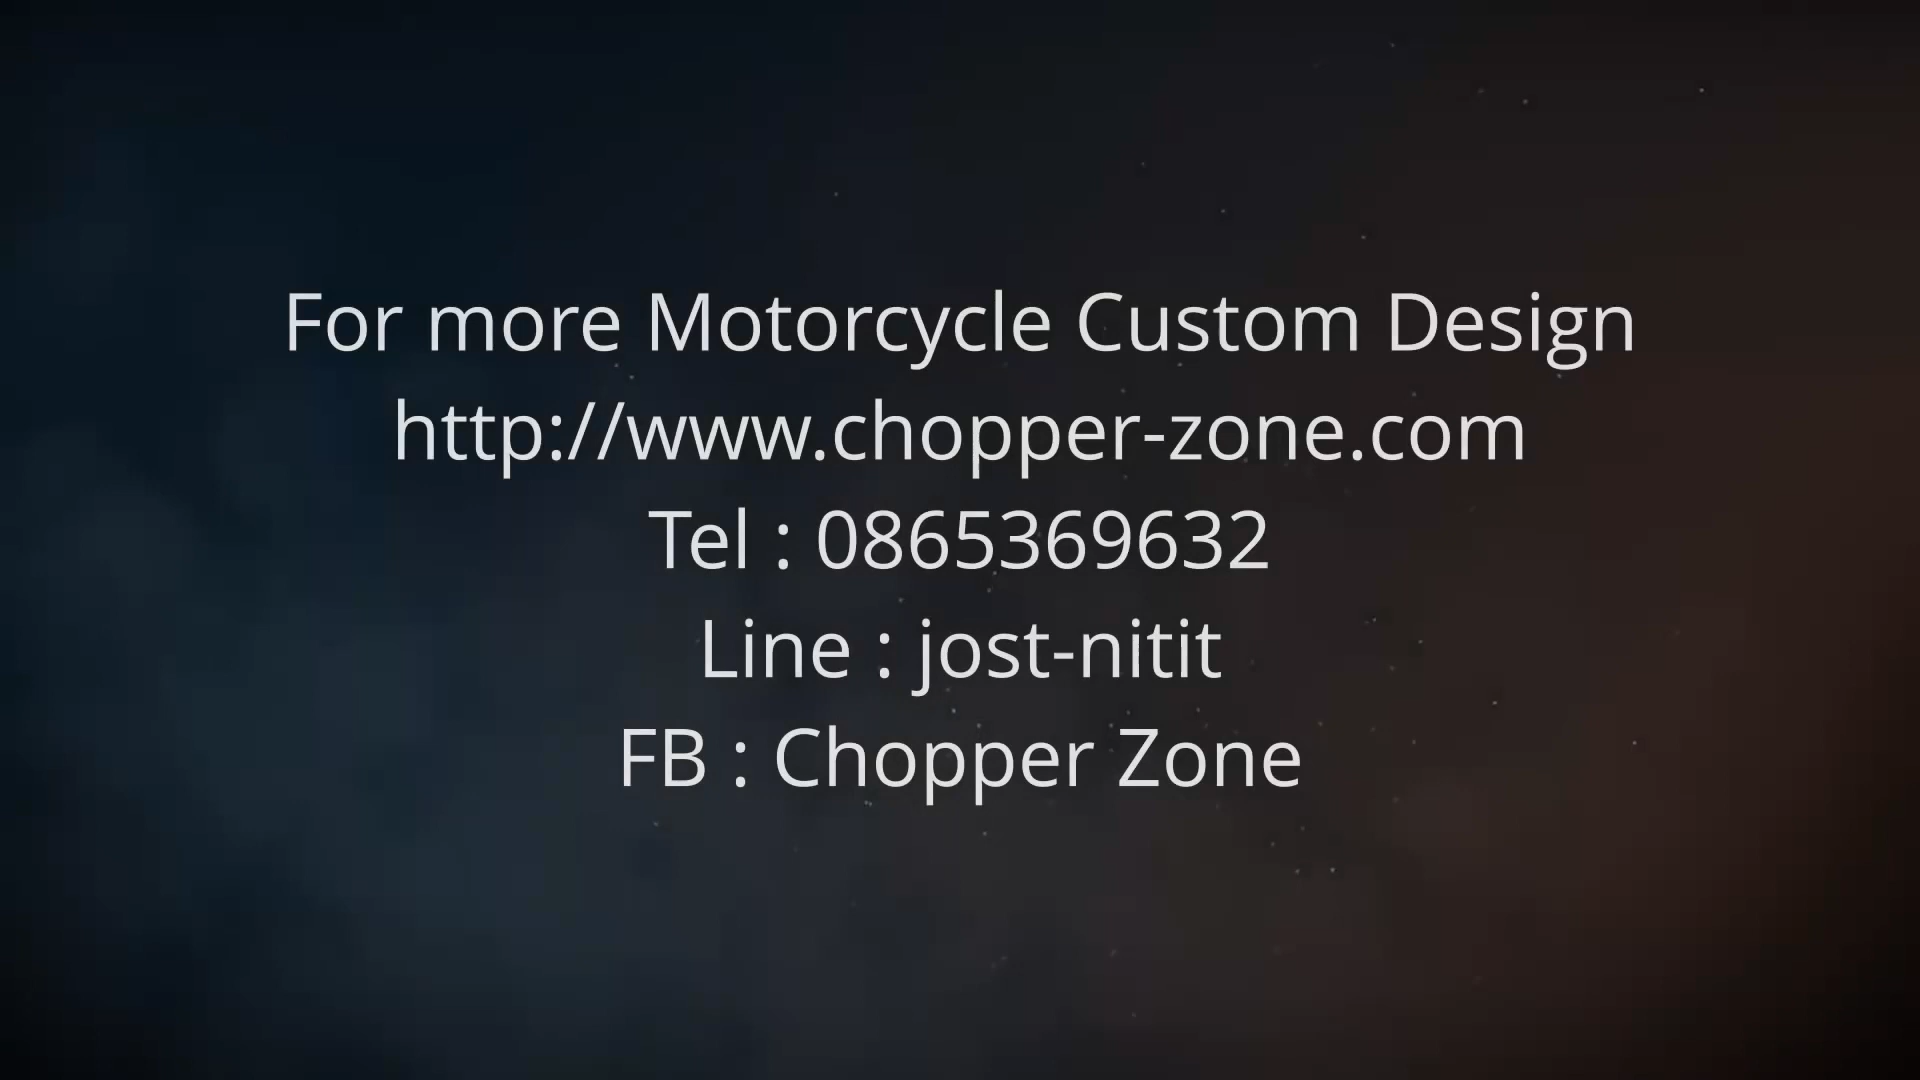 For more Motorcycle Custom Design
http://www.chopper-zone.com
Tel : 0865369632
Line : jost-nitit
FB : Chopper Zone